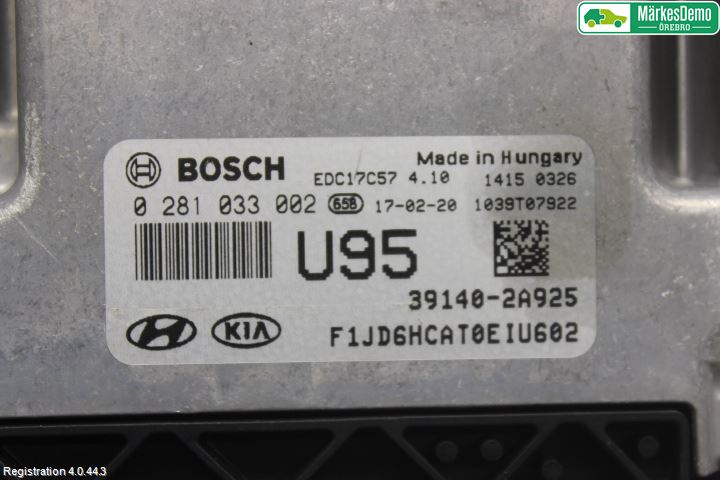 MärkesDemo
ÖREBRO
BOSCH
Made in Hungary
EDC17C57 4.10 1415 0326
0 281 033 002 658 17-02-20 1039T07922
U95
39140-2A925
KIA
F1JD6HCAT0EIU602
Registration 4.0.44.3